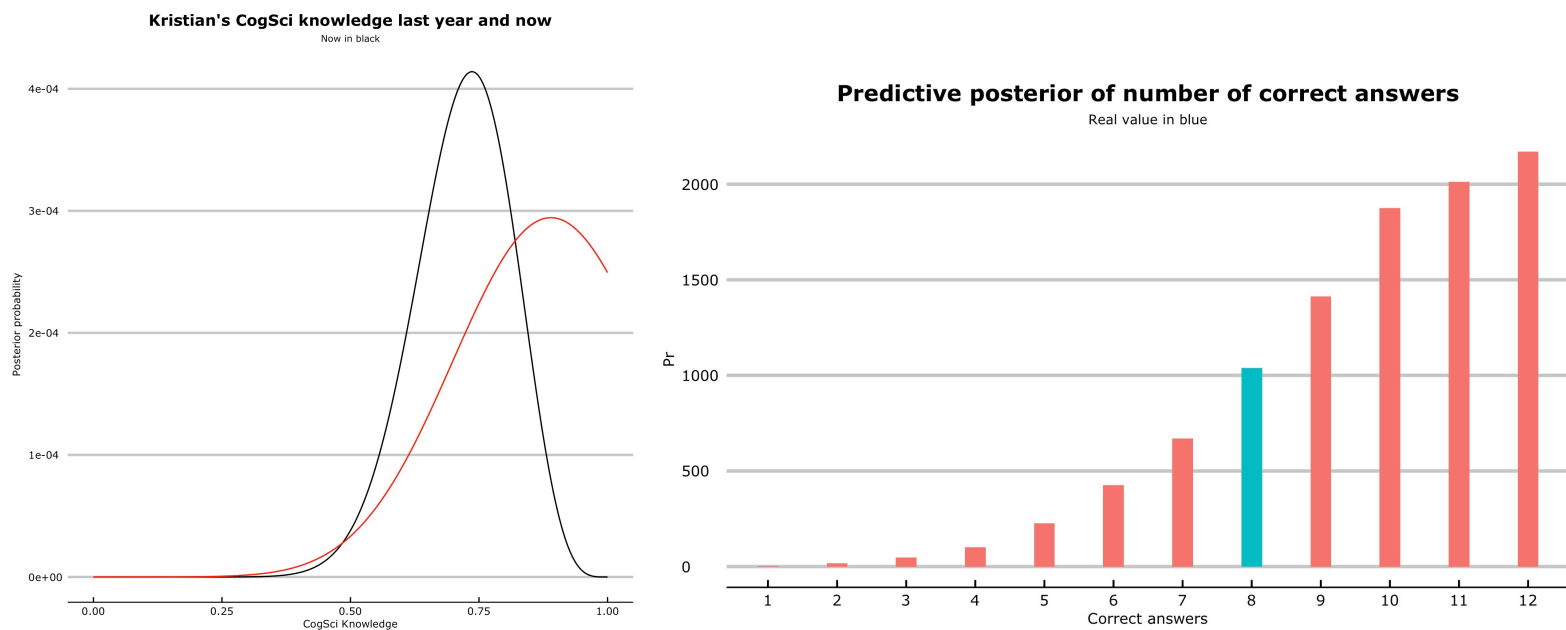 Kristian's CogSci knowledge last year and now
Now in black
Posterior probability
4e-04
3e-04
2e-04
1e-04
0e+00
0.00 0.25 0.50 0.75 1.00
CogSci Knowledge
Predictive posterior of number of correct answers
Real value in blue
Pr
2000
1500
1000
500
0
1 2 3 4 5 6 7 8 9 10 11 12
Correct answers